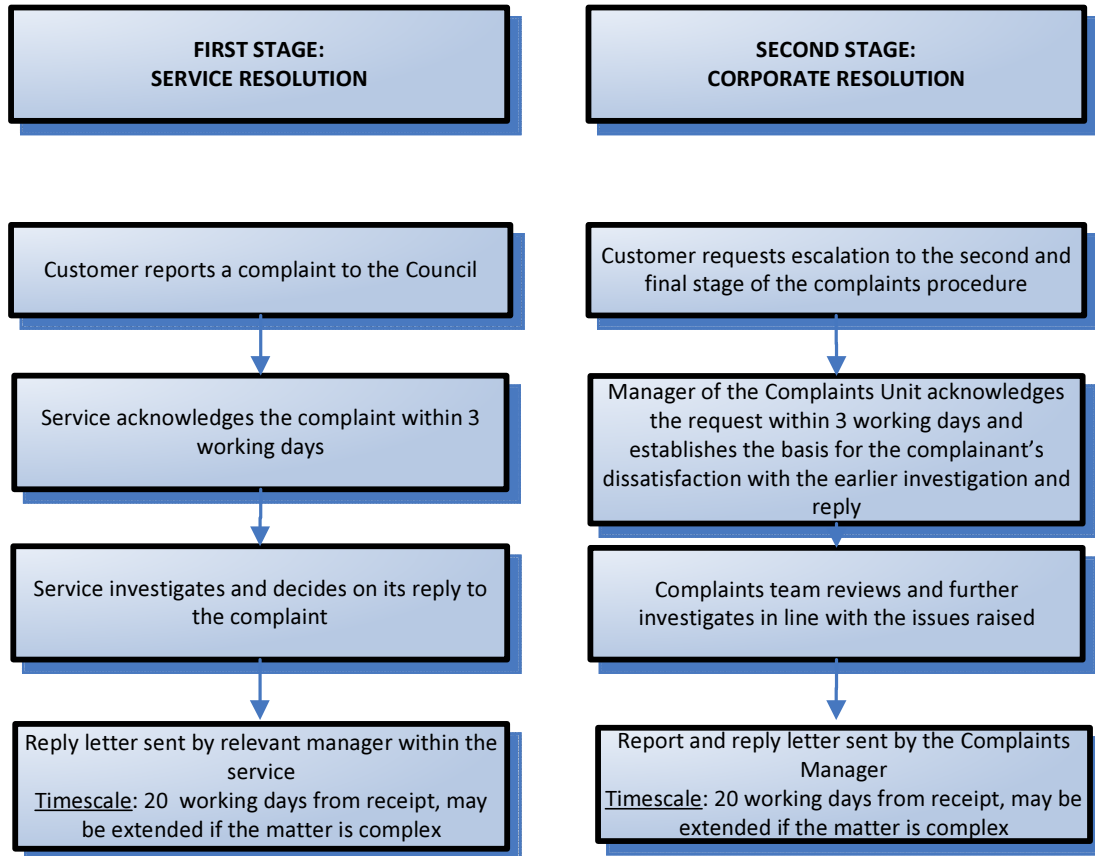 FIRST STAGE:
SERVICE RESOLUTION
Customer reports a complaint to the Council
Service acknowledges the complaint within 3
working days
Service investigates and decides on its reply to
the complaint
Reply letter sent by relevant manager within the
service
Timescale: 20 working days from receipt, may
be extended if the matter is complex
SECOND STAGE:
CORPORATE RESOLUTION
Customer requests escalation to the second and
final stage of the complaints procedure
Manager of the Complaints Unit acknowledges
the request within 3 working days and
establishes the basis for the complainant’s
dissatisfaction with the earlier investigation and
reply
Complaints team reviews and further
investigates in line with the issues raised
Report and reply letter sent by the Complaints
Manager
Timescale: 20 working days from receipt, may be
extended if the matter is complex